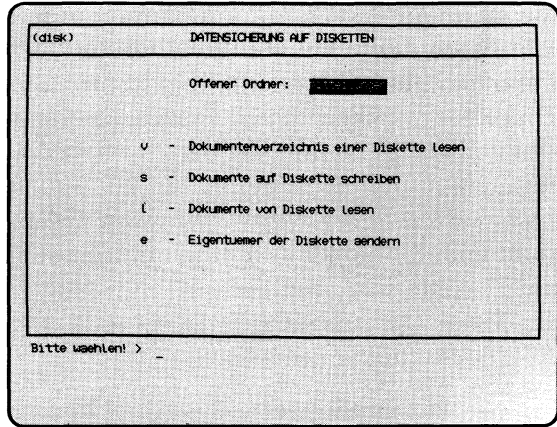 (disk) DATENSICHERUNG AUF DISKETTEN
Offener Ordner:
v - Dokumentenverzeichnis einer Diskette lesen
s - Dokumente auf Diskette schreiben
l - Dokumente von Diskette lesen
e - Eigentuemer der Diskette aendern
Bitte waehlen! > _